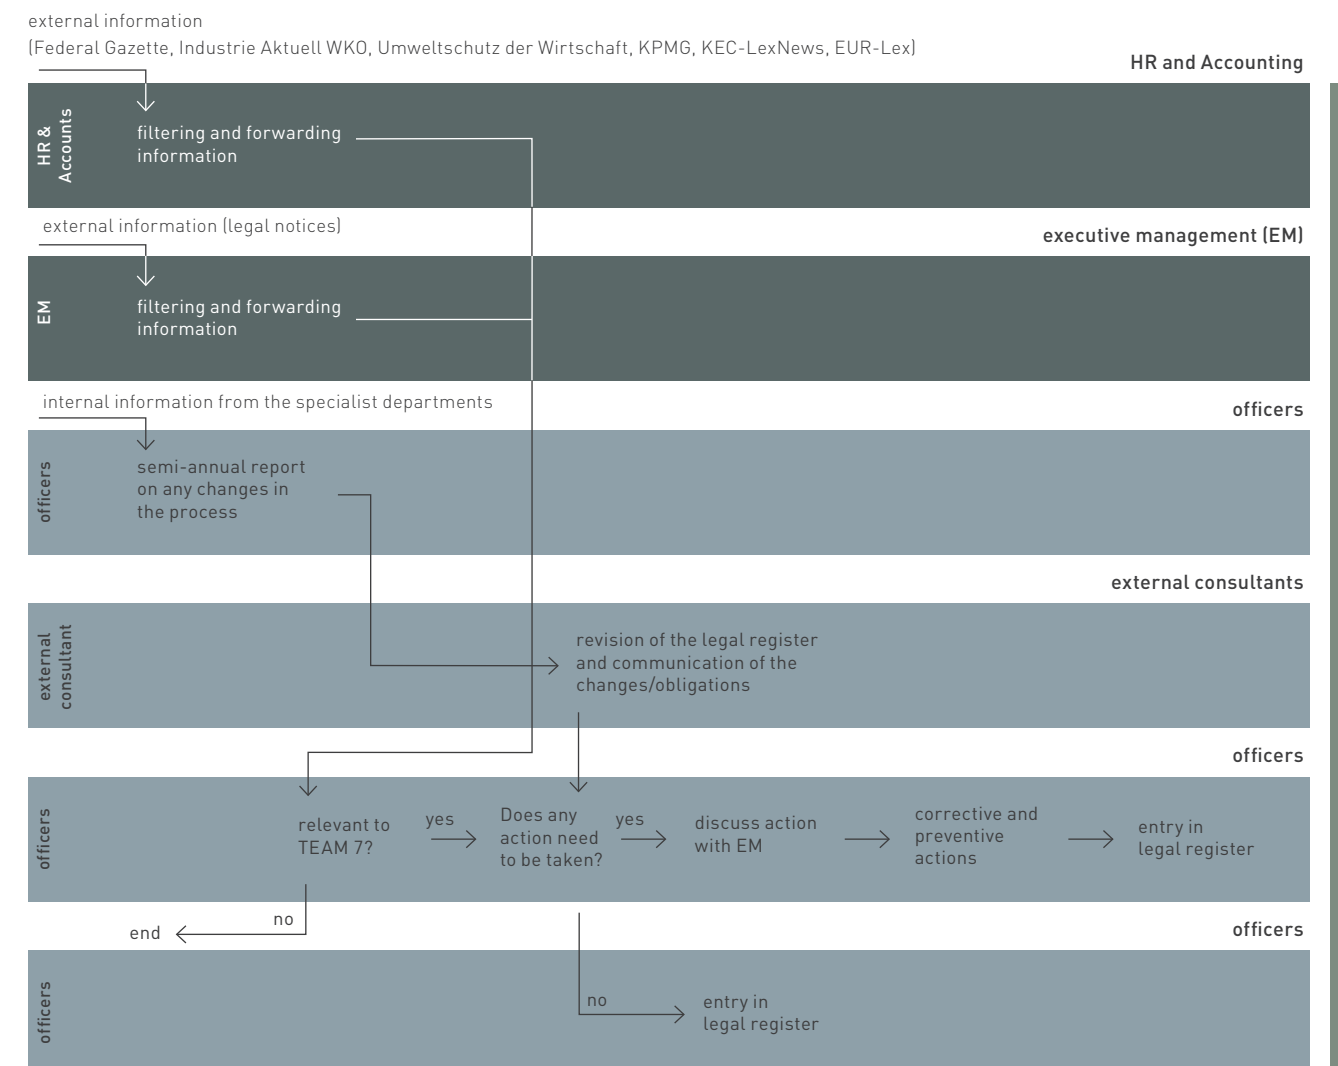 external information
(Federal Gazette, Industrie Aktuell WKO, Umweltschutz der Wirtschaft, KPMG, KEC-LexNews, EUR-Lex)
HR and Accounting
HR &
Accounts
filtering and forwarding
information
external information (legal notices)
executive management (EM)
EM
filtering and forwarding
information
internal information from the specialist departments
officers
officers
semi-annual report
on any changes in
the process
external consultants
external
consultant
revision of the legal register
and communication of the
changes/obligations
officers
officers
relevant to
TEAM 7?
yes
Does any
action need
to be taken?
yes
discuss action
with EM
corrective and
preventive
actions
entry in
legal register
no
end
officers
officers
no
entry in
legal register